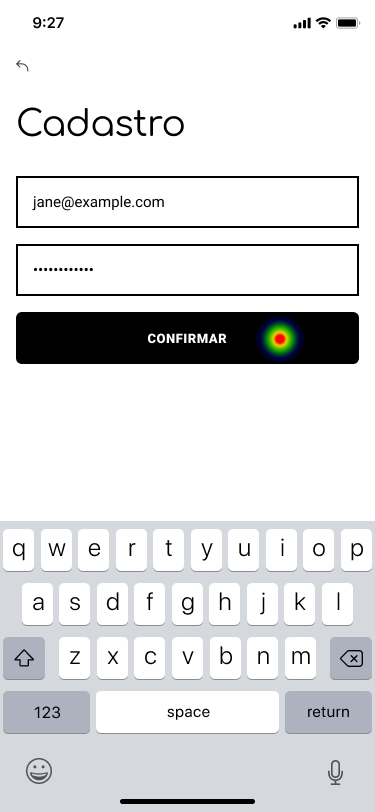 9:27
Cadastro
jane@example.com
••••••••••••
CONFIRMAR
q w e r t y u i o p
a s d f g h j k l
z x c v b n m
123 space return